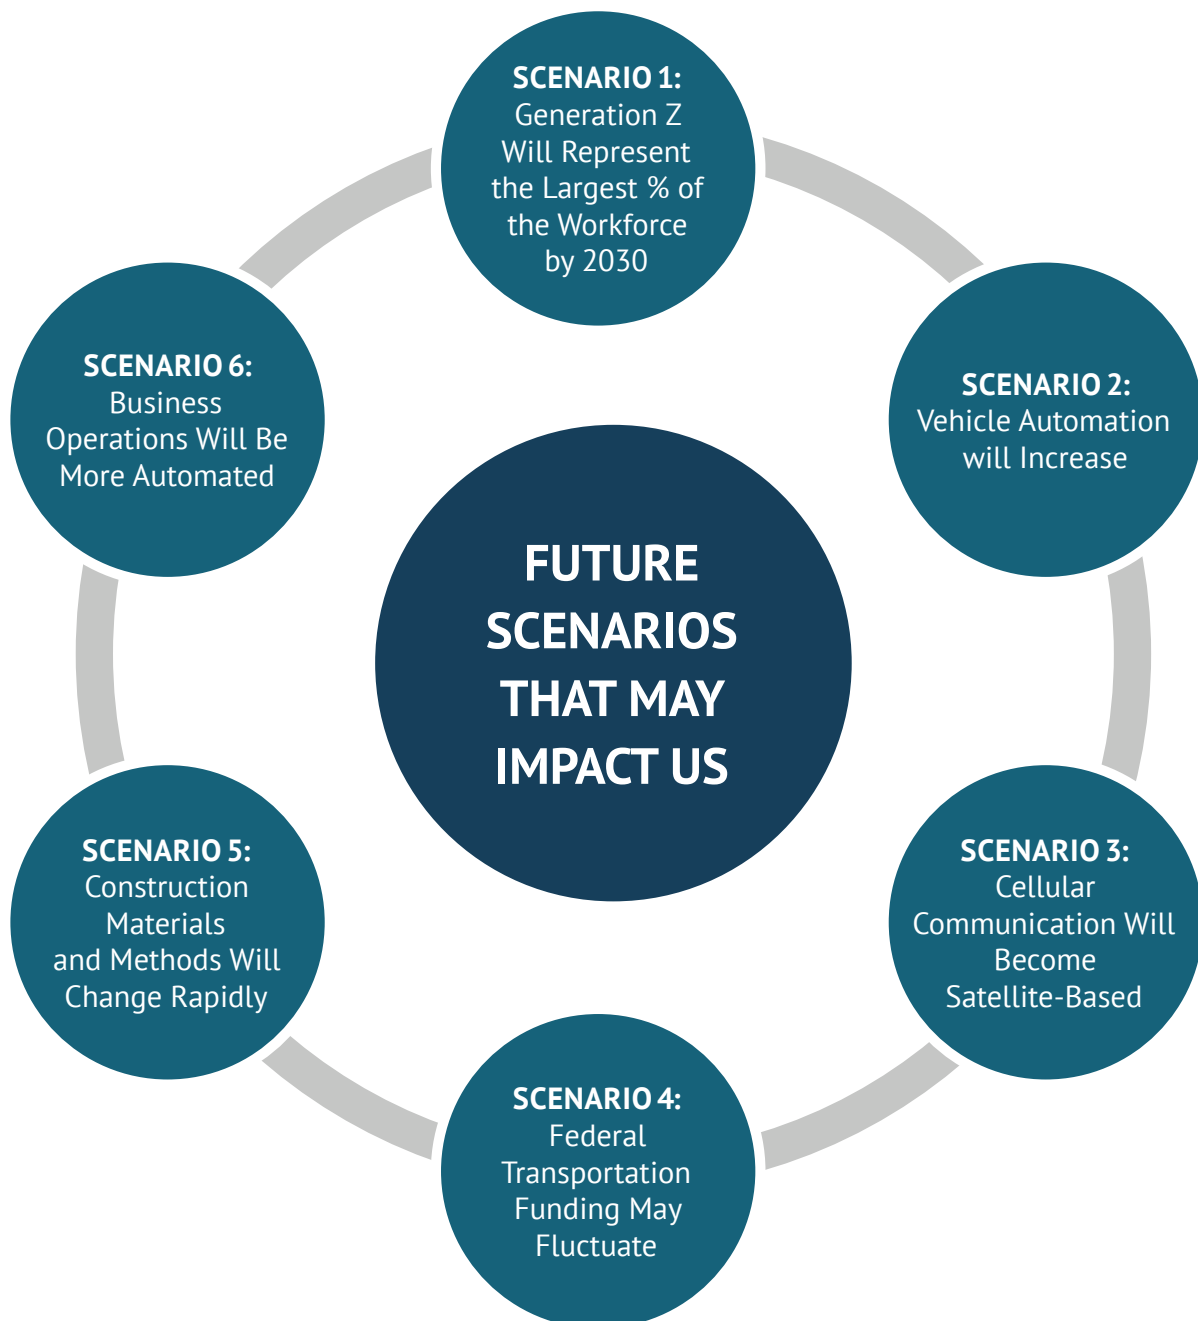 SCENARIO 1:
Generation Z
Will Represent
the Largest % of
the Workforce
by 2030
SCENARIO 2:
Vehicle Automation
will Increase
SCENARIO 3:
Cellular
Communication Will
Become
Satellite-Based
SCENARIO 4:
Federal
Transportation
Funding May
Fluctuate
SCENARIO 5:
Construction
Materials
and Methods Will
Change Rapidly
SCENARIO 6:
Business
Operations Will Be
More Automated
FUTURE
SCENARIOS
THAT MAY
IMPACT US